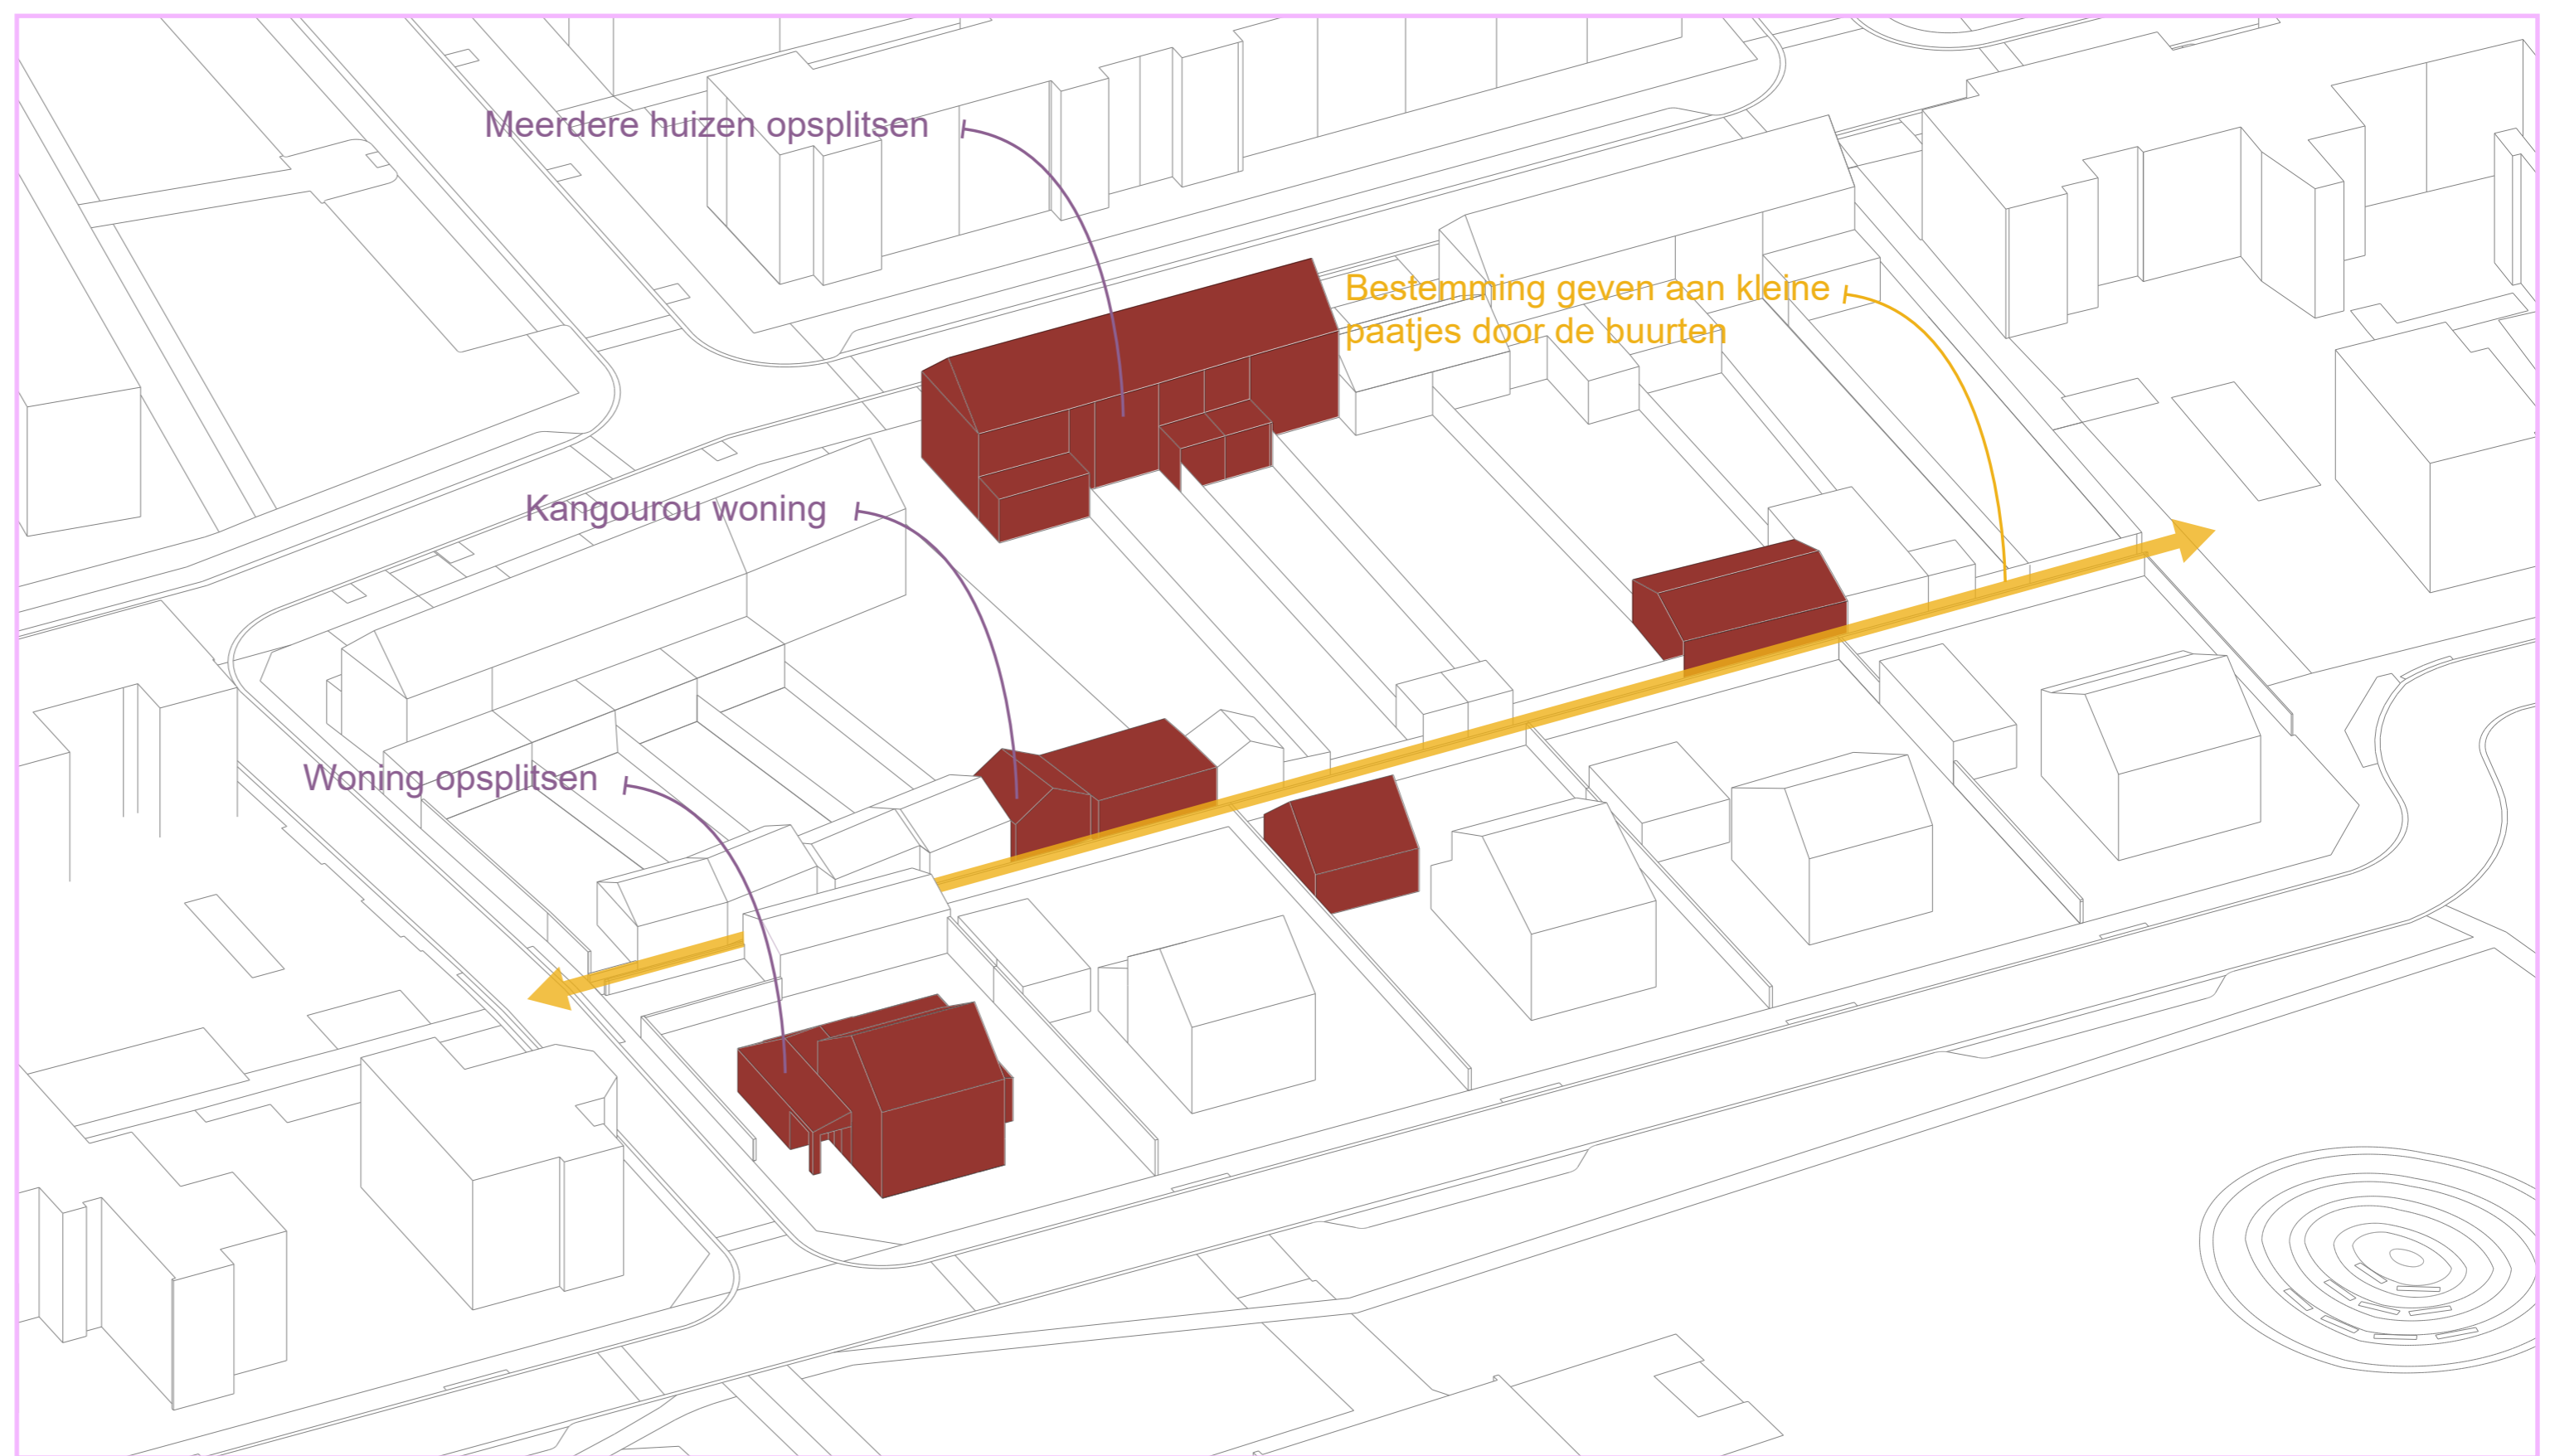 Meerdere huizen opsplitsen
Bestemming geven aan kleine
paatjes door de buurten
Kangourou woning
Woning opsplitsen